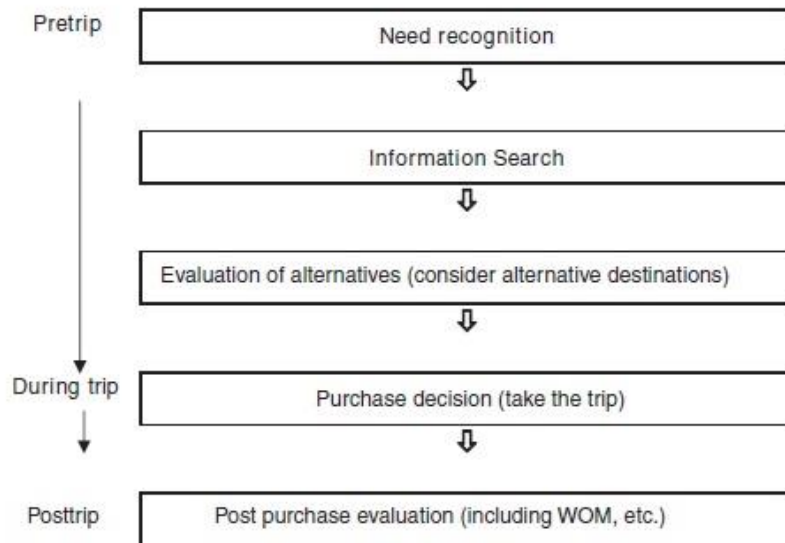 Pretrip
Need recognition
Information Search
Evaluation of alternatives (consider alternative destinations)
During trip
Purchase decision (take the trip)
Posttrip
Post purchase evaluation (including WOM, etc.)